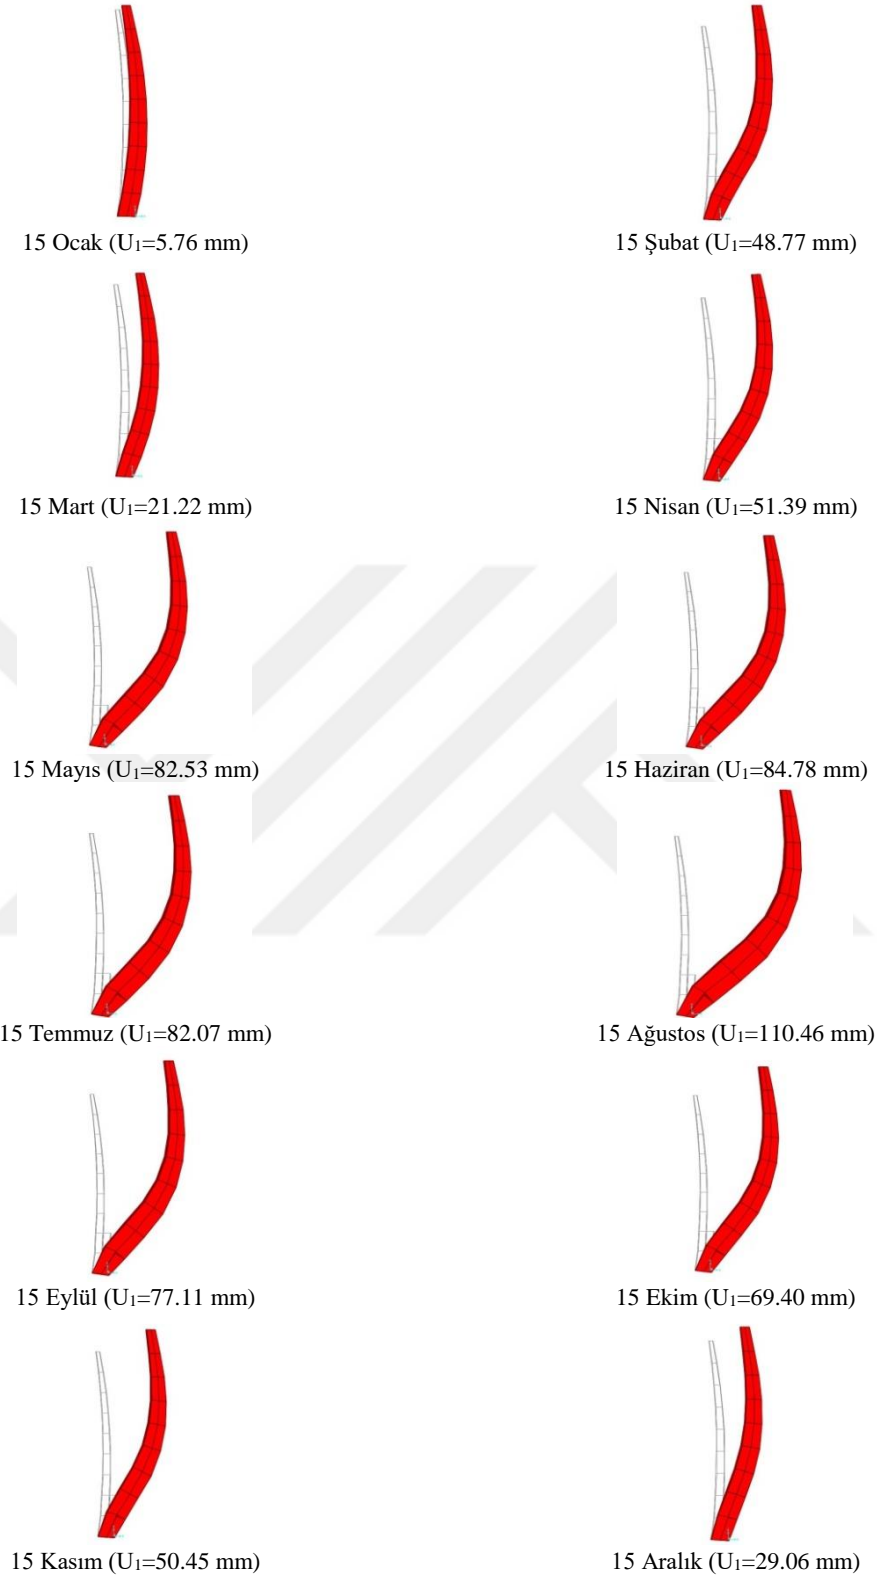 15 Ocak (U₁=5.76 mm)
15 Şubat (U₁=48.77 mm)
15 Mart (U₁=21.22 mm)
15 Nisan (U₁=51.39 mm)
15 Mayıs (U₁=82.53 mm)
15 Haziran (U₁=84.78 mm)
15 Temmuz (U₁=82.07 mm)
15 Ağustos (U₁=110.46 mm)
15 Eylül (U₁=77.11 mm)
15 Ekim (U₁=69.40 mm)
15 Kasım (U₁=50.45 mm)
15 Aralık (U₁=29.06 mm)